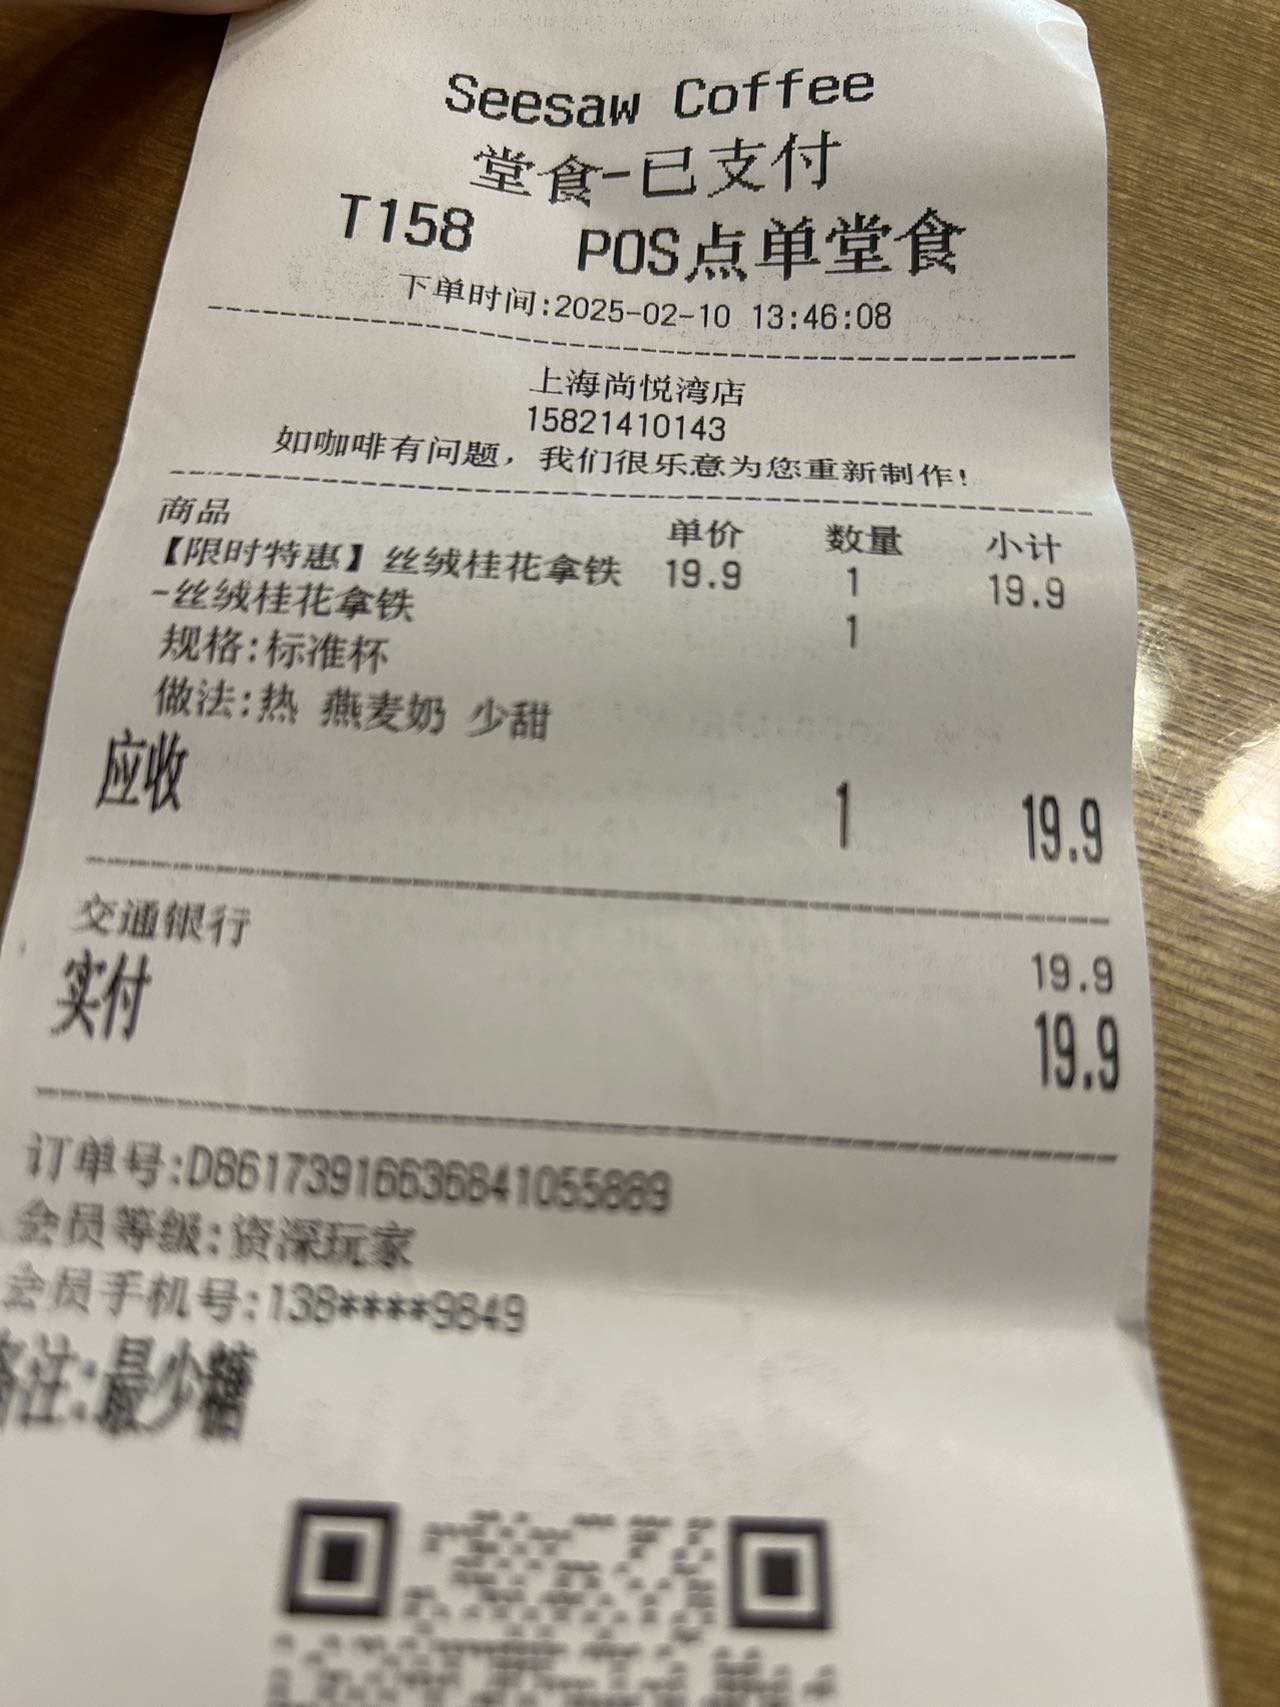 Seesaw Coffee
堂食-已支付
T158 POS点单堂食
下单时间:2025-02-10 13:46:08
上海尚悦湾店
15821410143
如咖啡有问题，我们很乐意为您重新制作!
商品 单价 数量 小计
【限时特惠】丝绒桂花拿铁 19.9 1 19.9
-丝绒桂花拿铁 1
规格:标准杯
做法:热 燕麦奶 少甜
应收 1 19.9
交通银行 19.9
实付 19.9
订单号:D86173916636841055889
会员等级:资深玩家
会员手机号:138****9849
备注:最少糖